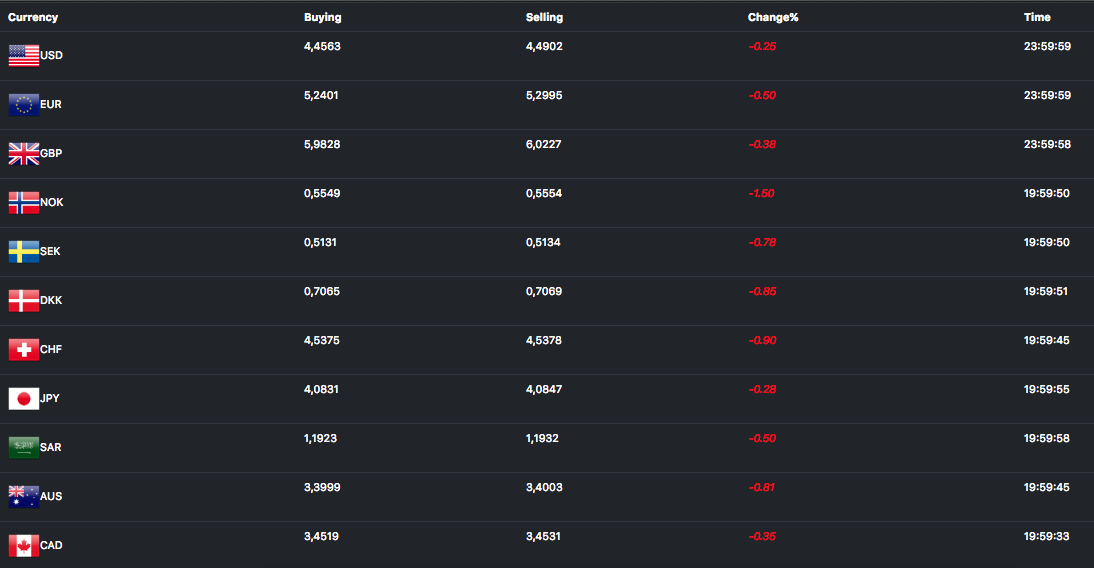 Currency Buying Selling Change% Time
USD 4,4563 4,4902 -0.25 23:59:59
EUR 5,2401 5,2995 -0.50 23:59:59
GBP 5,9828 6,0227 -0.38 23:59:58
NOK 0,5549 0,5554 -1.50 19:59:50
SEK 0,5131 0,5134 -0.78 19:59:50
DKK 0,7065 0,7069 -0.85 19:59:51
CHF 4,5375 4,5378 -0.90 19:59:45
JPY 4,0831 4,0847 -0.28 19:59:55
SAR 1,1923 1,1932 -0.50 19:59:58
AUS 3,3999 3,4003 -0.81 19:59:45
CAD 3,4519 3,4531 -0.35 19:59:33